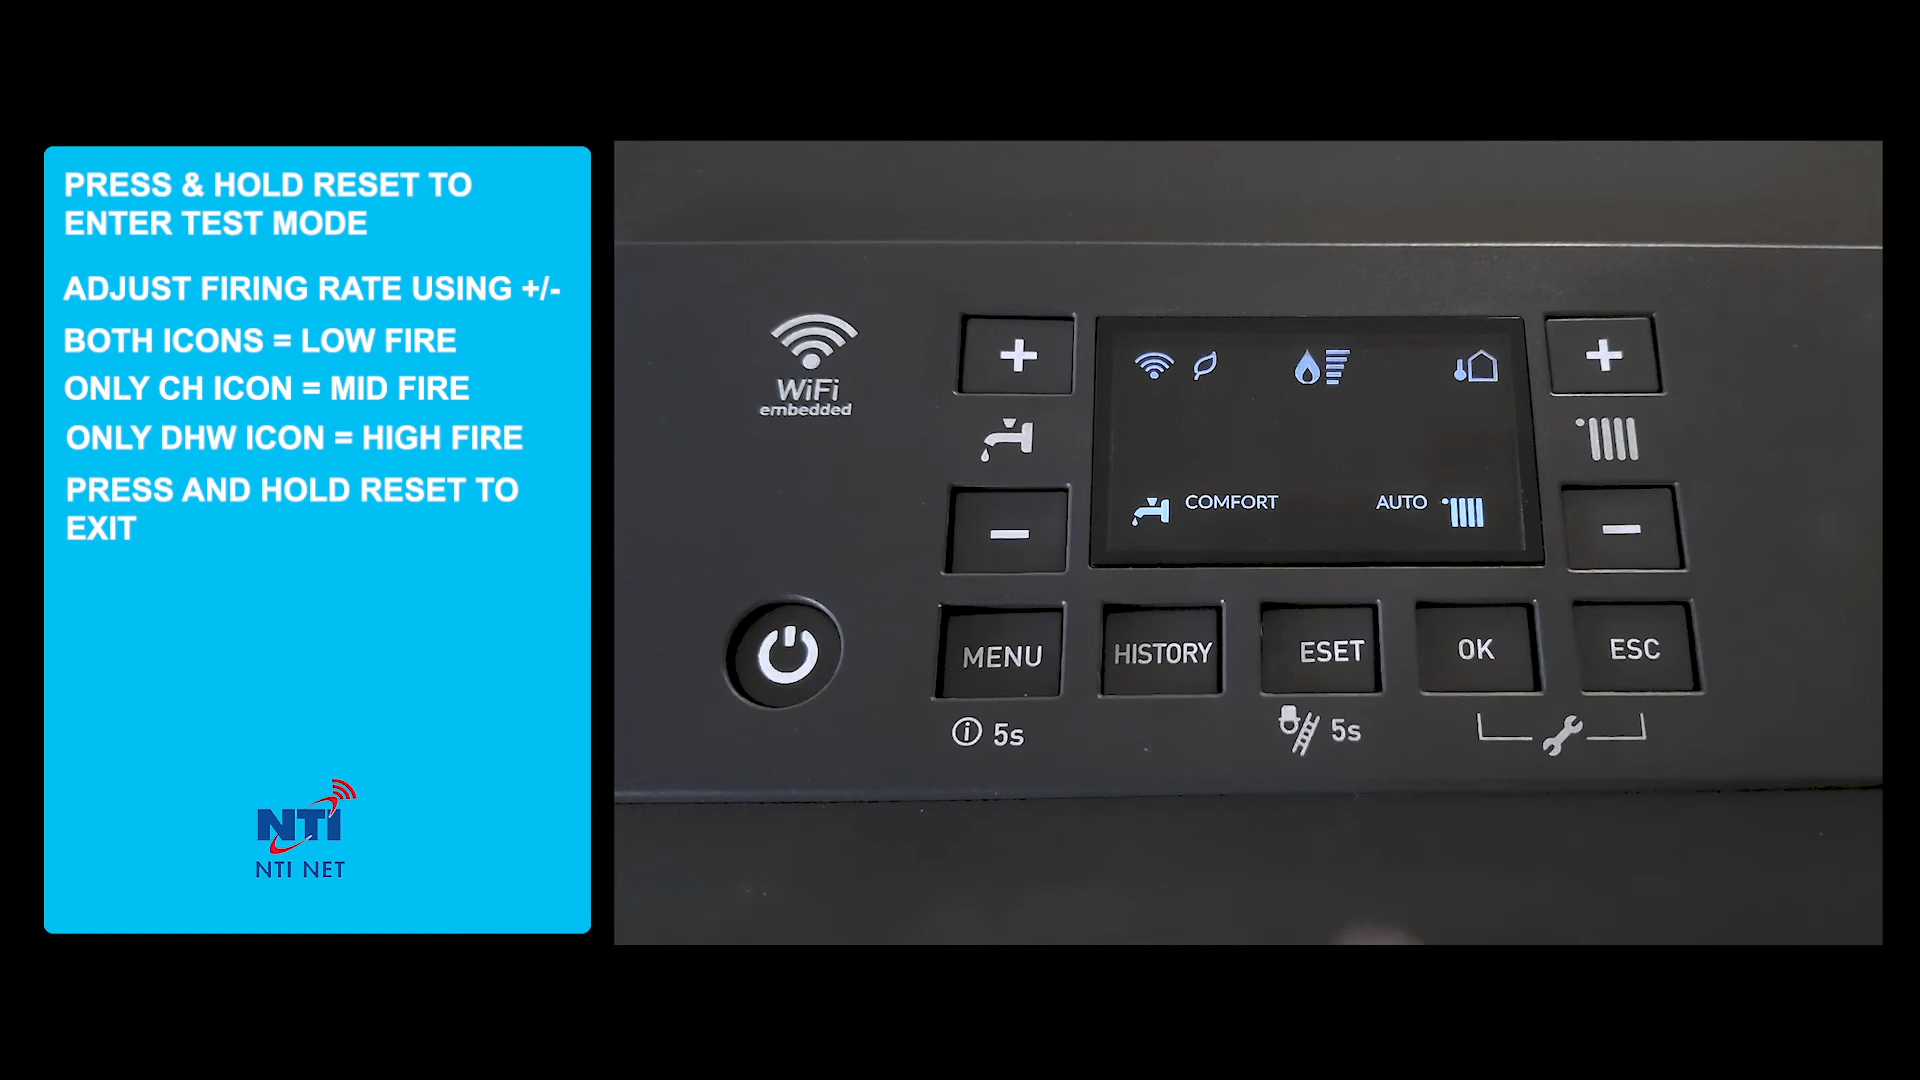 PRESS & HOLD RESET TO
ENTER TEST MODE
ADJUST FIRING RATE USING +/-
BOTH ICONS = LOW FIRE
ONLY CH ICON = MID FIRE
ONLY DHW ICON = HIGH FIRE
PRESS AND HOLD RESET TO
EXIT
NTI
NTI NET
WiFi
embedded
COMFORT
AUTO
MENU
HISTORY
ESET
OK
ESC
5s
5s